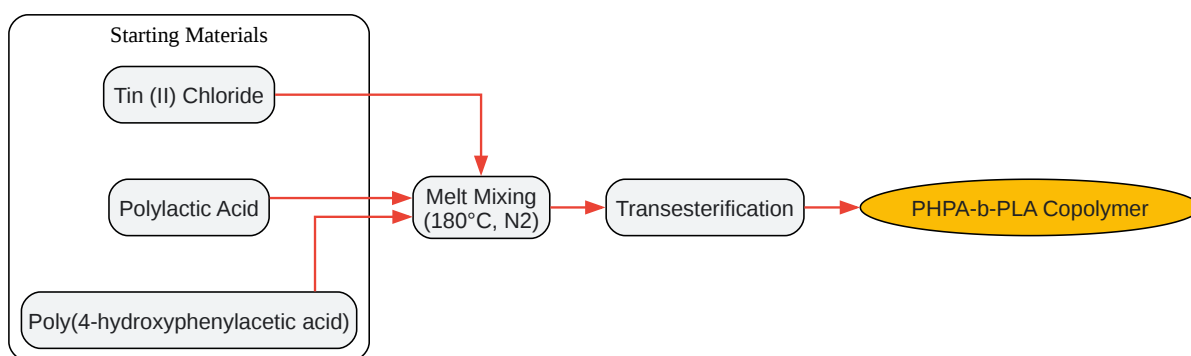 Starting Materials
Tin (II) Chloride
Polylactic Acid
Poly(4-hydroxyphenylacetic acid)
Melt Mixing
(180°C, N2)
Transesterification
PHPA-b-PLA Copolymer